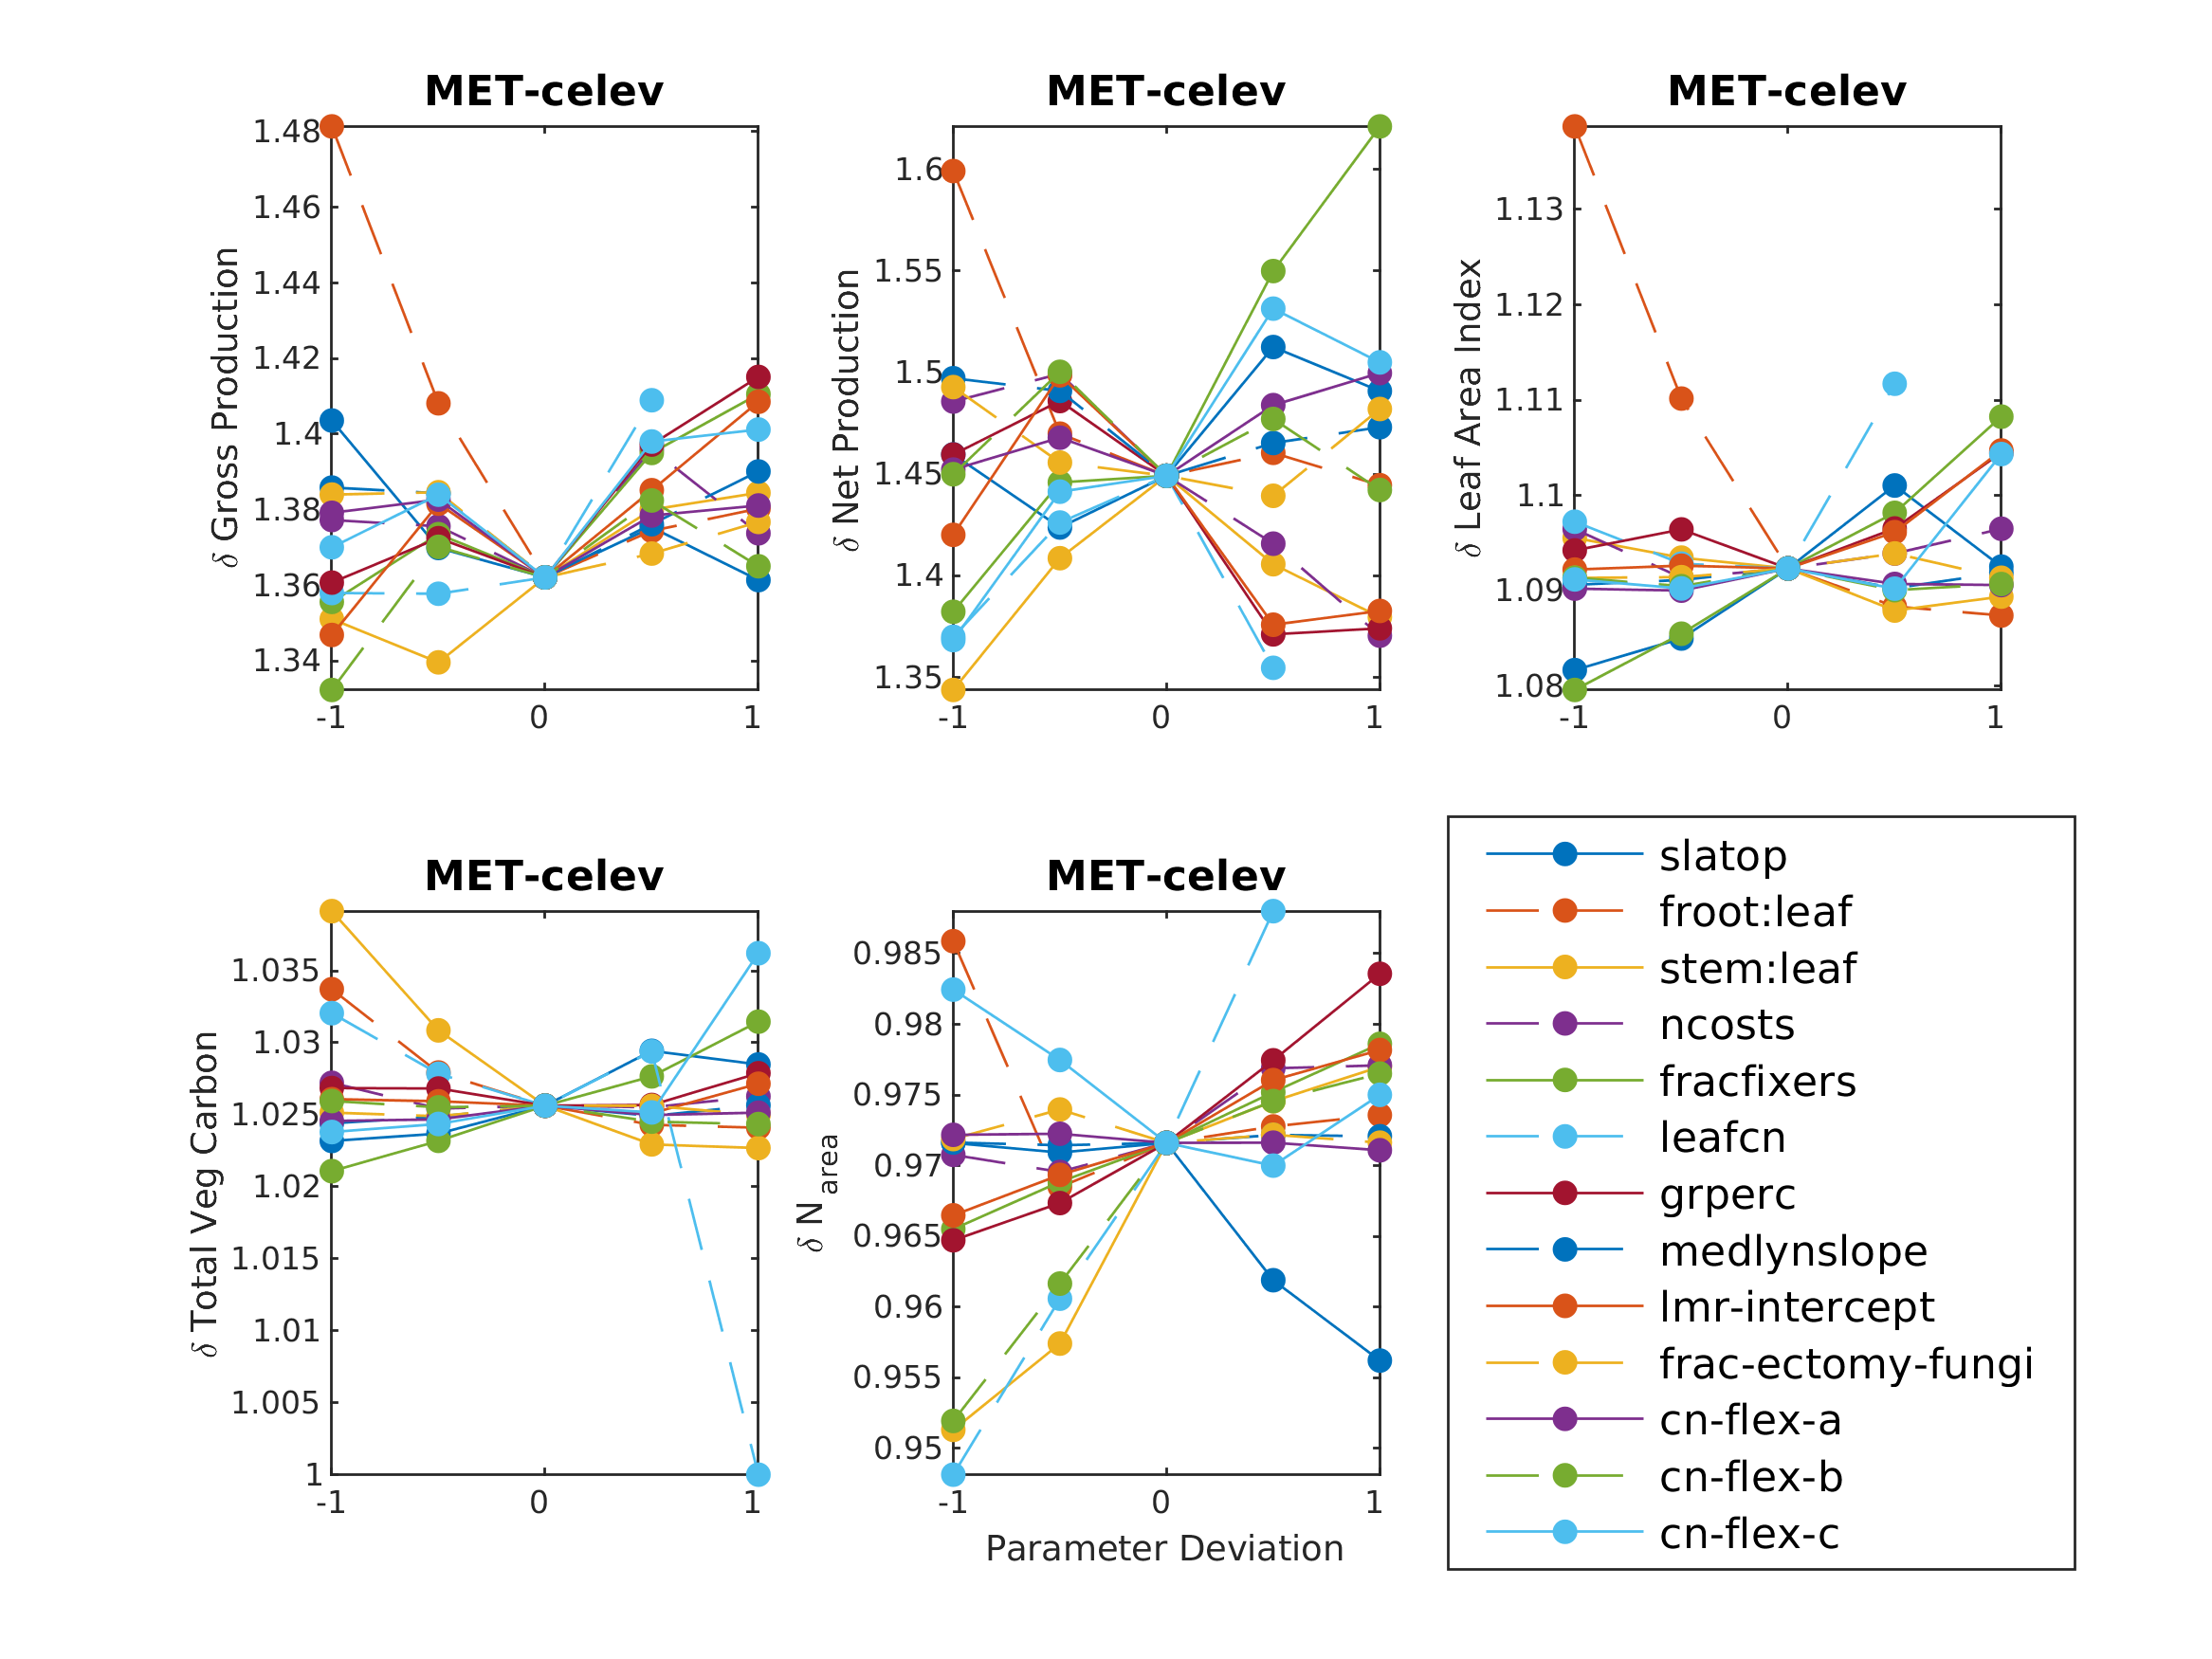 MET-celev
MET-celev
MET-celev
δ Gross Production
1.48
1.46
1.44
1.42
1.4
1.38
1.36
1.34
-1
0
1
δ Net Production
1.6
1.55
1.5
1.45
1.4
1.35
-1
0
1
δ Leaf Area Index
1.13
1.12
1.11
1.1
1.09
1.08
-1
0
1
MET-celev
MET-celev
δ Total Veg Carbon
1.035
1.03
1.025
1.02
1.015
1.01
1.005
1
-1
0
1
δ N area
0.985
0.98
0.975
0.97
0.965
0.96
0.955
0.95
-1
0
1
Parameter Deviation
slatop
froot:leaf
stem:leaf
ncosts
fracfixers
leafcn
grperc
medlynslope
lmr-intercept
frac-ectomy-fungi
cn-flex-a
cn-flex-b
cn-flex-c